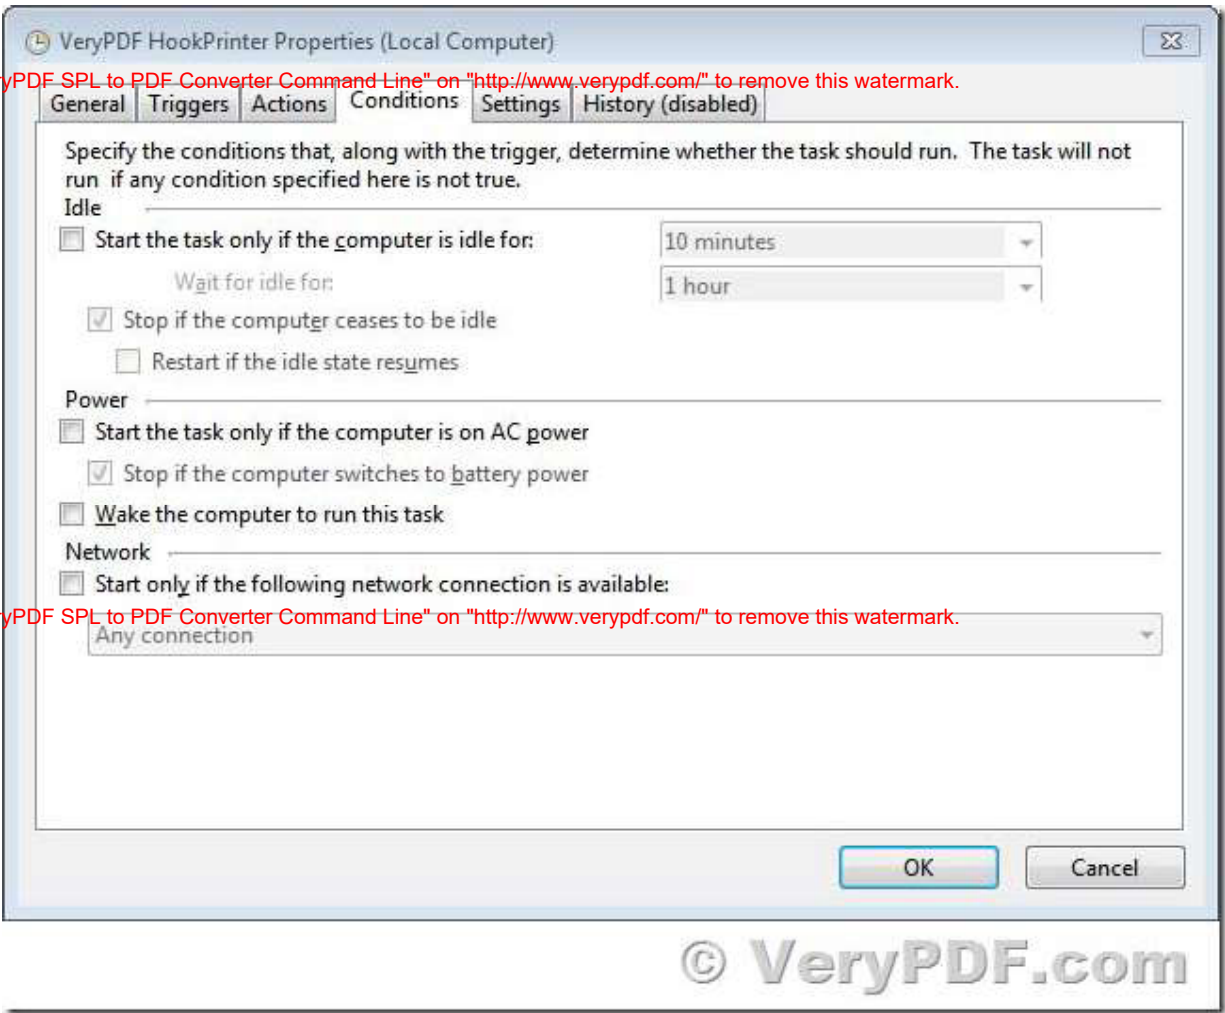 VeryPDF HookPrinter Properties (Local Computer)
yPDF SPL to PDF Converter Command Line" on "http://www.verypdf.com/" to remove this watermark.
General Triggers Actions Conditions Settings History (disabled)
Specify the conditions that, along with the trigger, determine whether the task should run.  The task will not
run  if any condition specified here is not true.
Idle
Start the task only if the computer is idle for: 10 minutes
Wait for idle for: 1 hour
Stop if the computer ceases to be idle
Restart if the idle state resumes
Power
Start the task only if the computer is on AC power
Stop if the computer switches to battery power
Wake the computer to run this task
Network
Start only if the following network connection is available:
yPDF SPL to PDF Converter Command Line" on "http://www.verypdf.com/" to remove this watermark.
Any connection
OK Cancel
© VeryPDF.com